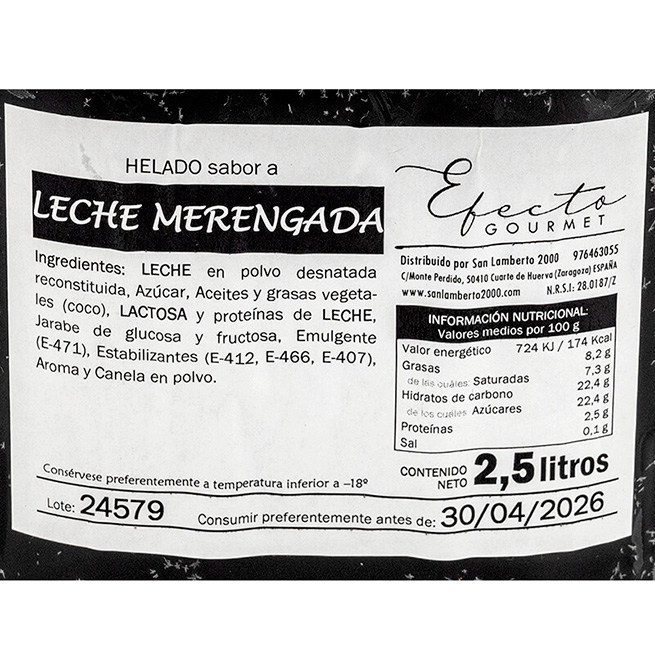 HELADO sabor a
LECHE MERENGADA
Ingredientes: LECHE en polvo desnatada
reconstituida, Azúcar, Aceites y grasas vegeta-
les (coco), LACTOSA y proteínas de LECHE,
Jarabe de glucosa y fructosa, Emulgente
(E-471), Estabilizantes (E-412, E-466, E-407),
Aroma y Canela en polvo.
Efecto
GOURMET
Distribuido por San Lamberto 2000 976463055
C/Monte Perdido, 50410 Cuarte de Huerva (Zaragoza) ESPAÑA
www.sanlamberto2000.com N.R.S.I: 28.0187/Z
INFORMACIÓN NUTRICIONAL:
Valores medios por 100 g
Valor energético 724 KJ / 174 Kcal
Grasas 8,2 g
de las cuáles: Saturadas 7,3 g
Hidratos de carbono 22,4 g
de los cuales Azúcares 22,4 g
Proteínas 2,5 g
Sal 0,1 g
CONTENIDO NETO 2,5 litros
Consérvese preferentemente a temperatura inferior a –18º
Lote: 24579 Consumir preferentemente antes de: 30/04/2026